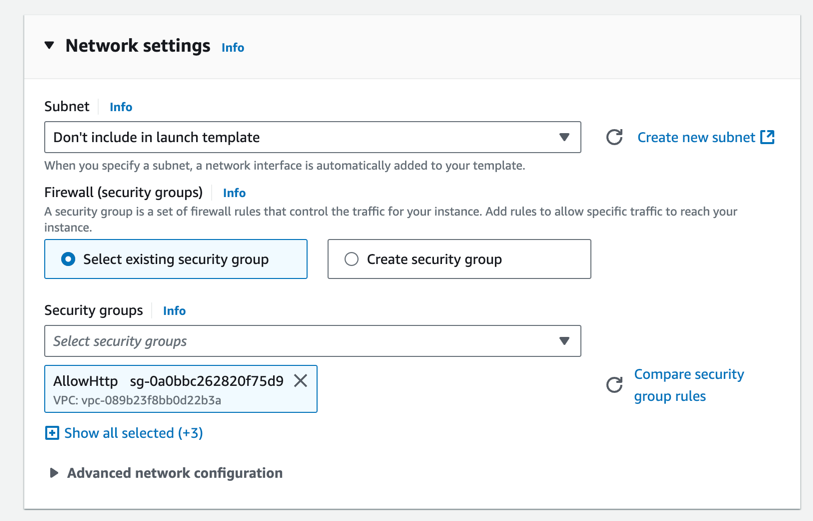 Network settings Info
Subnet Info
Don't include in launch template
Create new subnet
When you specify a subnet, a network interface is automatically added to your template.
Firewall (security groups) Info
A security group is a set of firewall rules that control the traffic for your instance. Add rules to allow specific traffic to reach your
instance.
Select existing security group
Create security group
Security groups Info
Select security groups
AllowHttp sg-0a0bbc262820f75d9
VPC: vpc-089b23f8bb0d22b3a
Compare security
group rules
Show all selected (+3)
Advanced network configuration